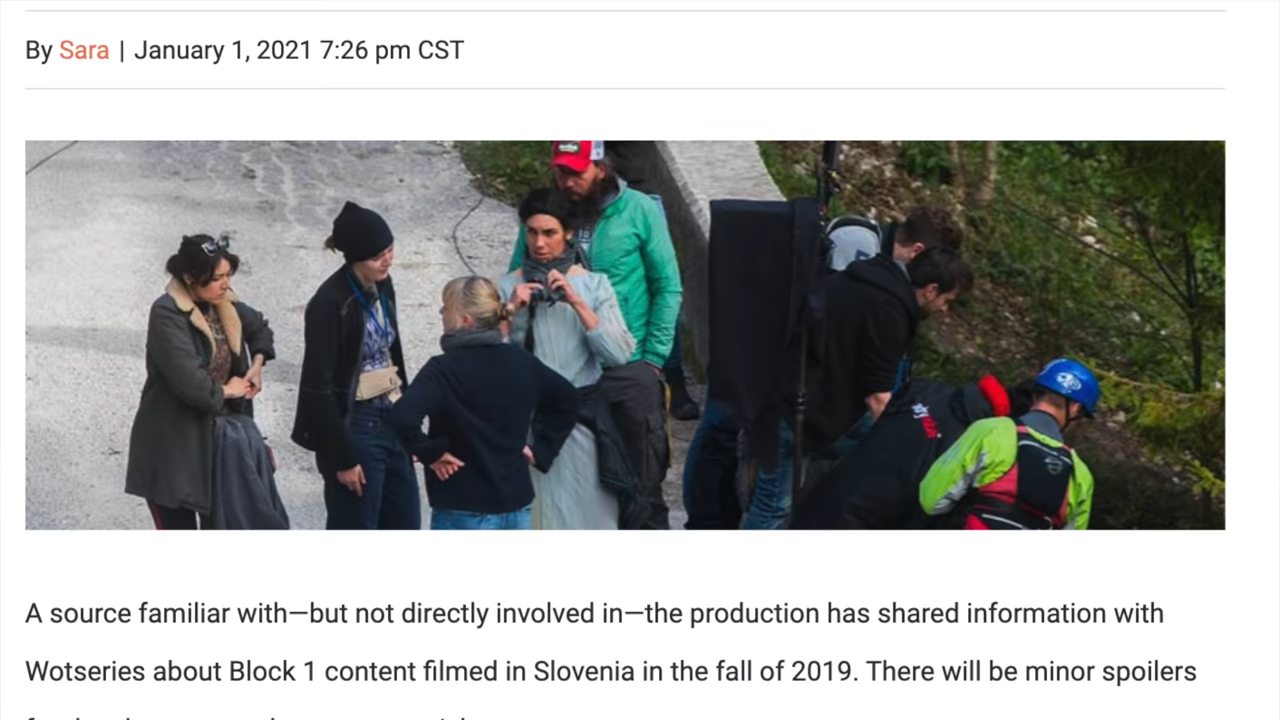 By Sara | January 1, 2021 7:26 pm CST
A source familiar with—but not directly involved in—the production has shared information with
Wotseries about Block 1 content filmed in Slovenia in the fall of 2019. There will be minor spoilers